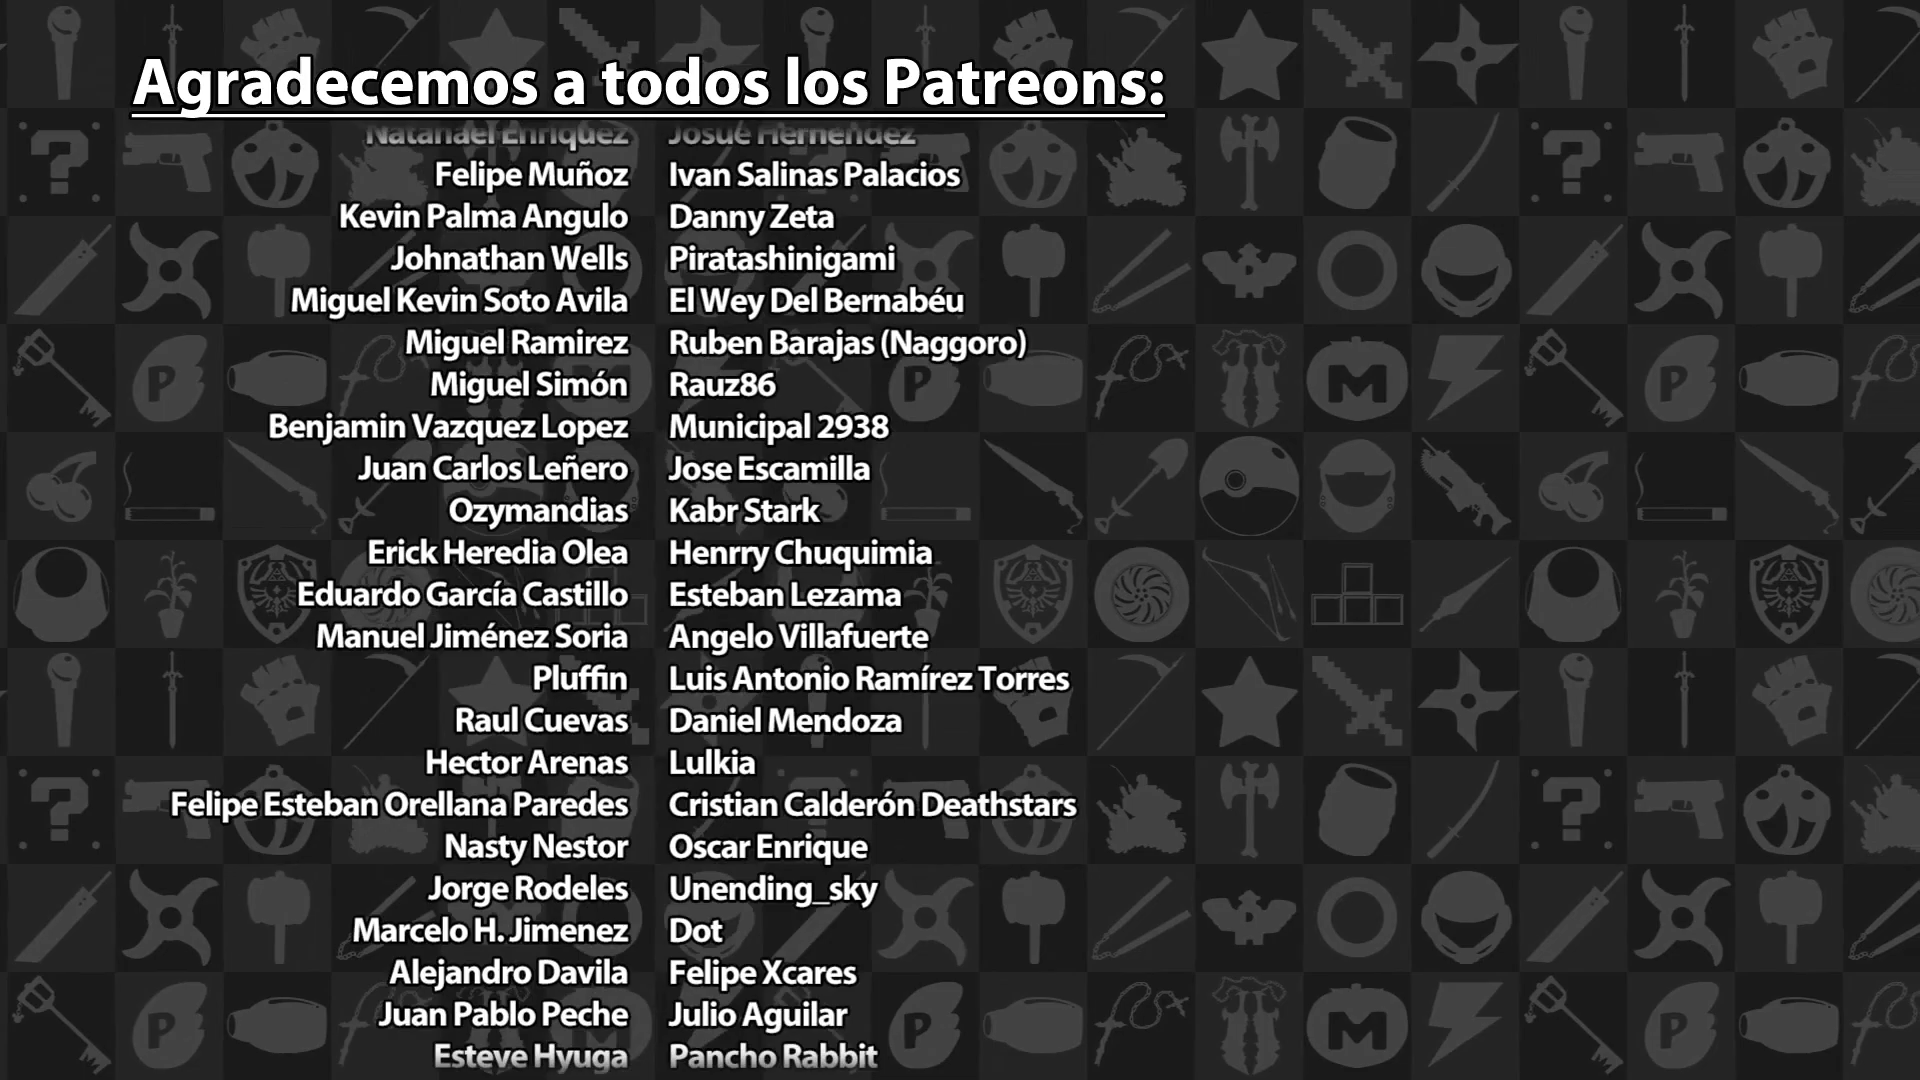 Agradecemos a todos los Patreons:
Natanael Enriquez Josue Hernendez
Felipe Muñoz Ivan Salinas Palacios
Kevin Palma Angulo Danny Zeta
Johnathan Wells Piratashinigami
Miguel Kevin Soto Avila El Wey Del Bernabéu
Miguel Ramirez Ruben Barajas (Naggoro)
Miguel Simón Rauz86
Benjamin Vazquez Lopez Municipal 2938
Juan Carlos Leñero Jose Escamilla
Ozymandias Kabr Stark
Erick Heredia Olea Henrry Chuquimia
Eduardo García Castillo Esteban Lezama
Manuel Jiménez Soria Angelo Villafuerte
Pluffin Luis Antonio Ramírez Torres
Raul Cuevas Daniel Mendoza
Hector Arenas Lulkia
Felipe Esteban Orellana Paredes Cristian Calderón Deathstars
Nasty Nestor Oscar Enrique
Jorge Rodeles Unending_sky
Marcelo H. Jimenez Dot
Alejandro Davila Felipe Xcares
Juan Pablo Peche Julio Aguilar
Esteve Hyuga Pancho Rabbit